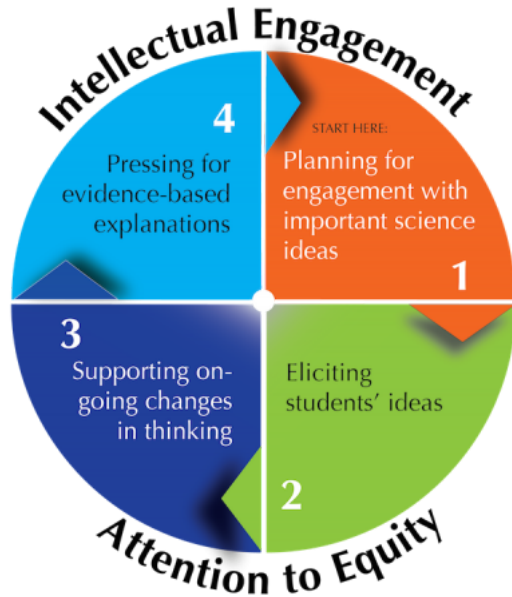 Intellectual Engagement
START HERE:
Planning for
engagement with
important science
ideas
1
Eliciting
students’ ideas
2
3
Supporting on-
going changes
in thinking
4
Pressing for
evidence-based
explanations
Attention to Equity